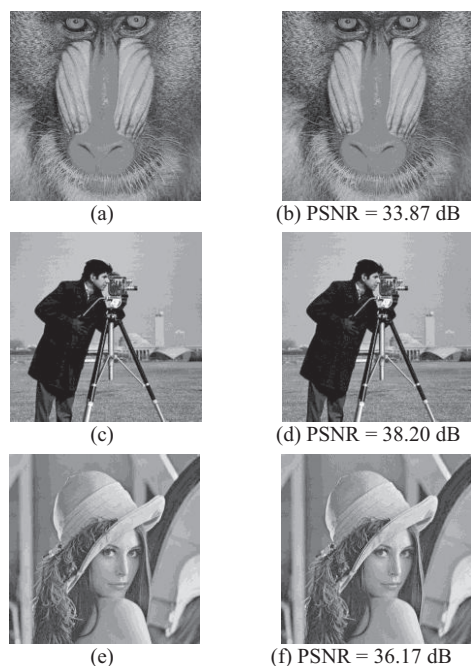 (a)
(b) PSNR = 33.87 dB
(c)
(d) PSNR = 38.20 dB
(e)
(f) PSNR = 36.17 dB